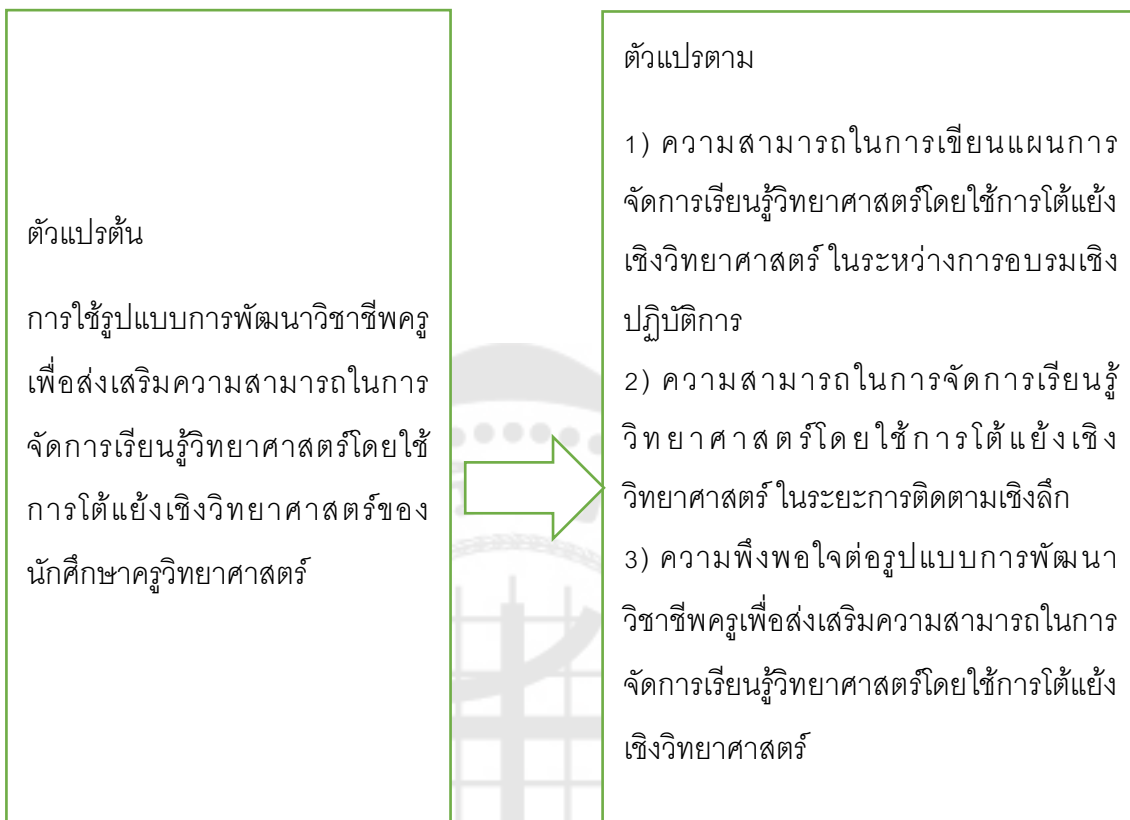 ตัวแปรต้น
การใช้รูปแบบการพัฒนาวิชาชีพครู
เพื่อส่งเสริมความสามารถในการ
จัดการเรียนรู้วิทยาศาสตร์โดยใช้
การโต้แย้งเชิงวิทยาศาสตร์ของ
นักศึกษาครูวิทยาศาสตร์
ตัวแปรตาม
1) ความสามารถในการเขียนแผนการ
จัดการเรียนรู้วิทยาศาสตร์โดยใช้การโต้แย้ง
เชิงวิทยาศาสตร์ ในระหว่างการอบรมเชิง
ปฏิบัติการ
2) ความสามารถในการจัดการเรียนรู้
วิทยาศาสตร์โดยใช้การโต้แย้งเชิง
วิทยาศาสตร์ ในระยะการติดตามเชิงลึก
3) ความพึงพอใจต่อรูปแบบการพัฒนา
วิชาชีพครูเพื่อส่งเสริมความสามารถในการ
จัดการเรียนรู้วิทยาศาสตร์โดยใช้การโต้แย้ง
เชิงวิทยาศาสตร์